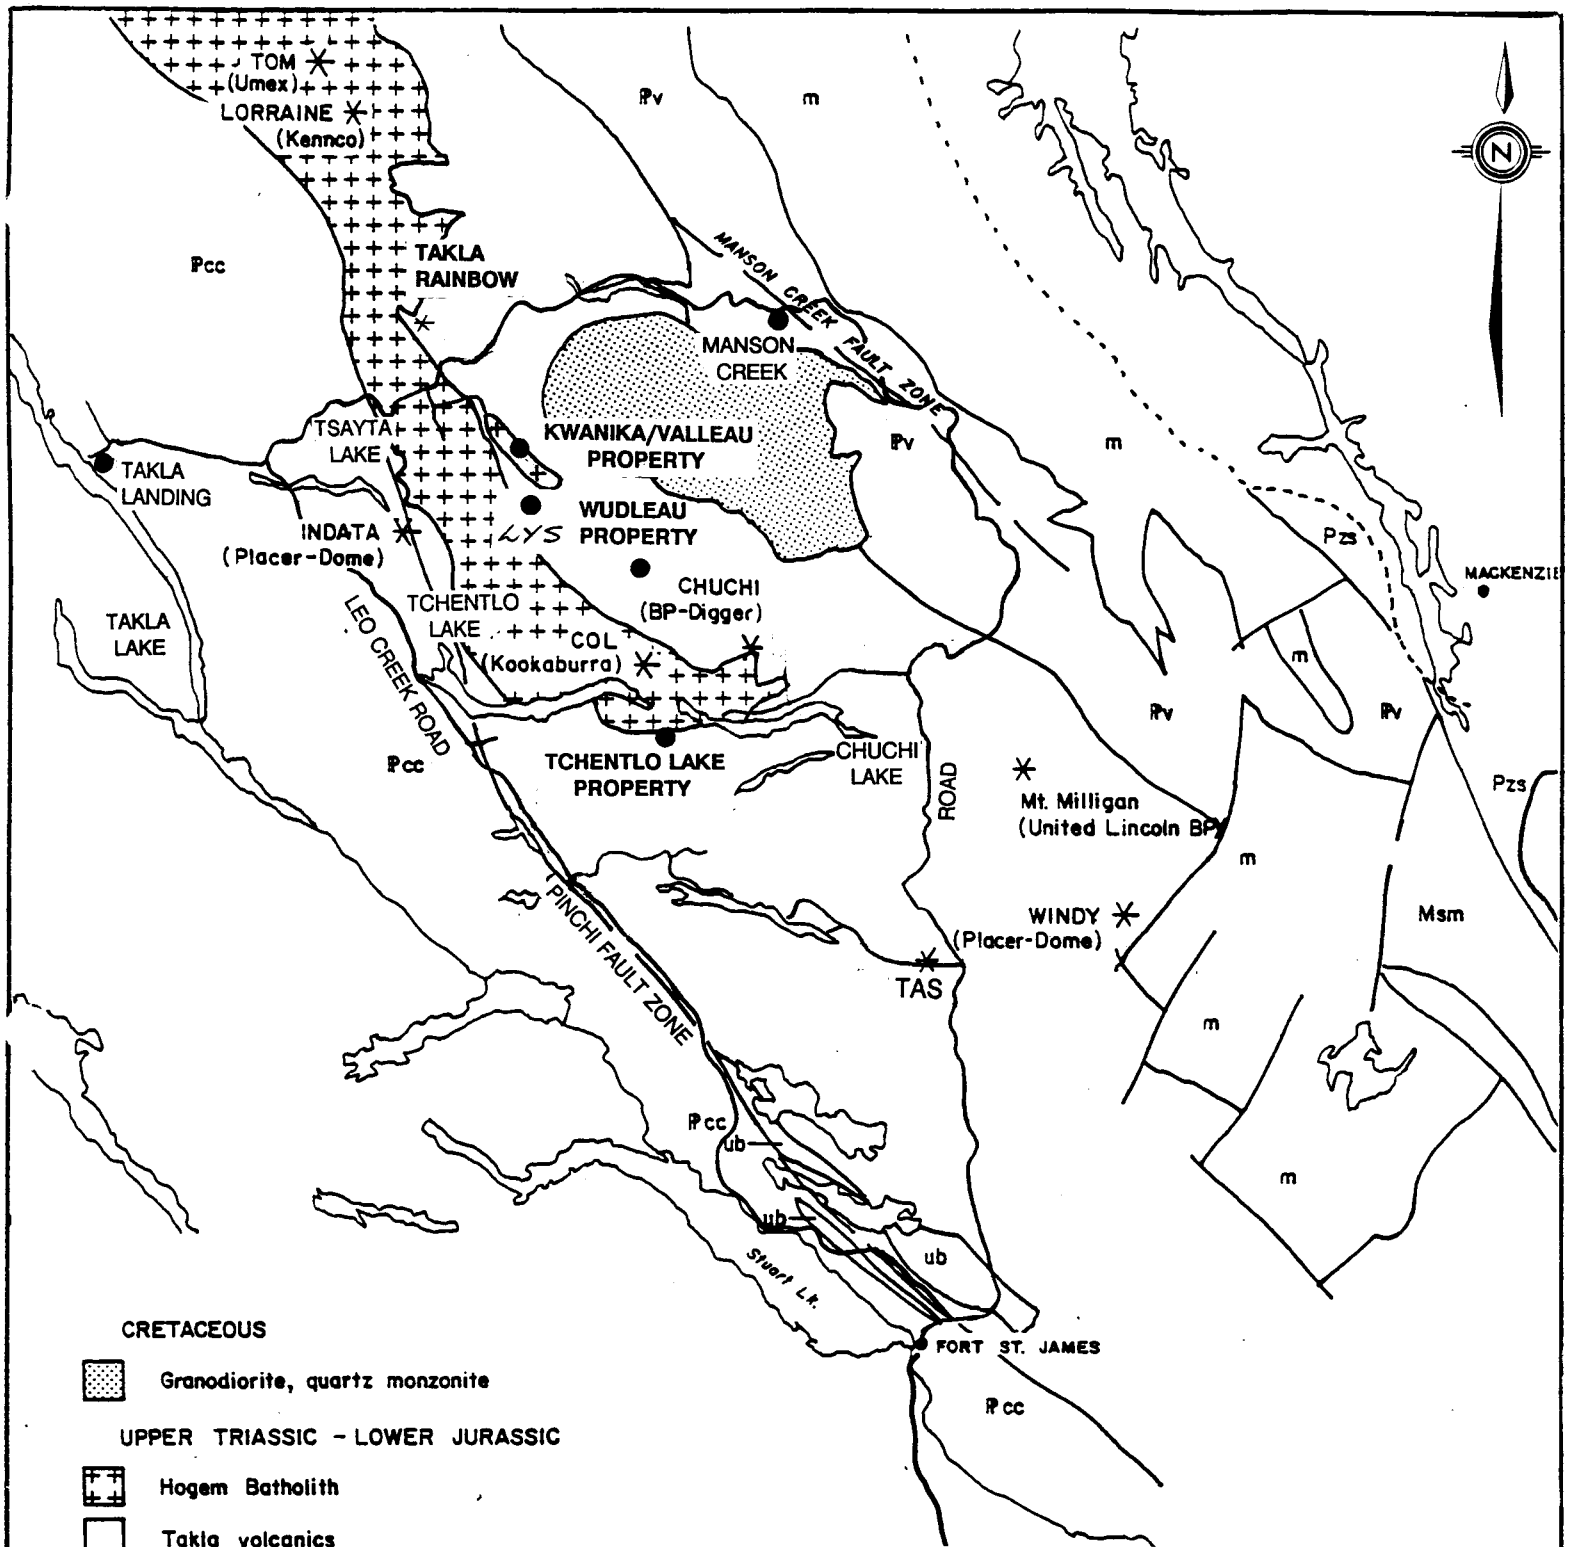 TOM
(Umex)
LORRAINE
(Kennco)
Pv
m
N
Pcc
TAKLA
RAINBOW
MANSON CREEK FAULT ZONE
MANSON
CREEK
TSAYTA
LAKE
KWANIKA/VALLEAU
PROPERTY
Pv
m
TAKLA
LANDING
WUDLEAU
PROPERTY
LYS
INDATA
(Placer-Dome)
Pzs
MACKENZIE
CHUCHI
(BP-Digger)
TCHENTLO
LAKE
TAKLA
LAKE
COL
(Kookaburra)
m
LEO CREEK ROAD
Pv
Pv
TCHENTLO LAKE
PROPERTY
CHUCHI
LAKE
Pcc
ROAD
Pzs
Mt. Milligan
(United Lincoln BP)
m
PINCHI FAULT ZONE
WINDY
(Placer-Dome)
Msm
TAS
m
Pcc
ub
m
ub
ub
Stuart Lk.
CRETACEOUS
FORT ST. JAMES
Granodiorite, quartz monzonite
Pcc
UPPER TRIASSIC - LOWER JURASSIC
Hogem Batholith
Takla volcanics